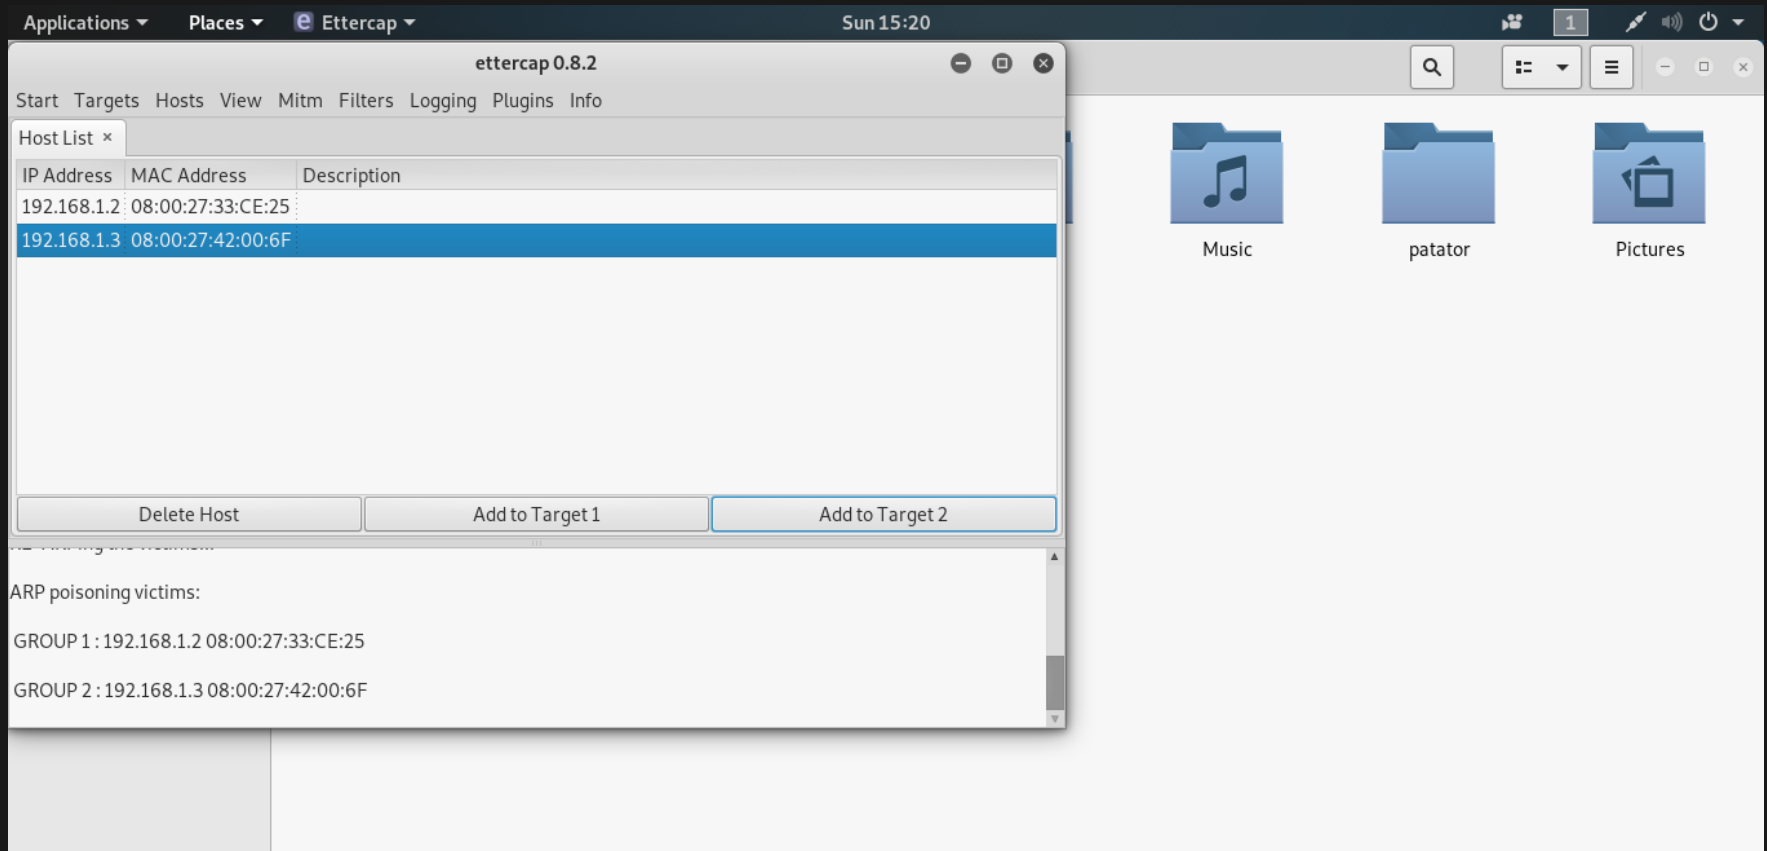 Applications Places Ettercap Sun 15:20 1
ettercap 0.8.2
Start Targets Hosts View Mitm Filters Logging Plugins Info
Host List ×
IP Address MAC Address Description
192.168.1.2 08:00:27:33:CE:25
192.168.1.3 08:00:27:42:00:6F
Delete Host Add to Target 1 Add to Target 2
ARP poisoning victims:
GROUP 1 : 192.168.1.2 08:00:27:33:CE:25
GROUP 2 : 192.168.1.3 08:00:27:42:00:6F
Music patator Pictures